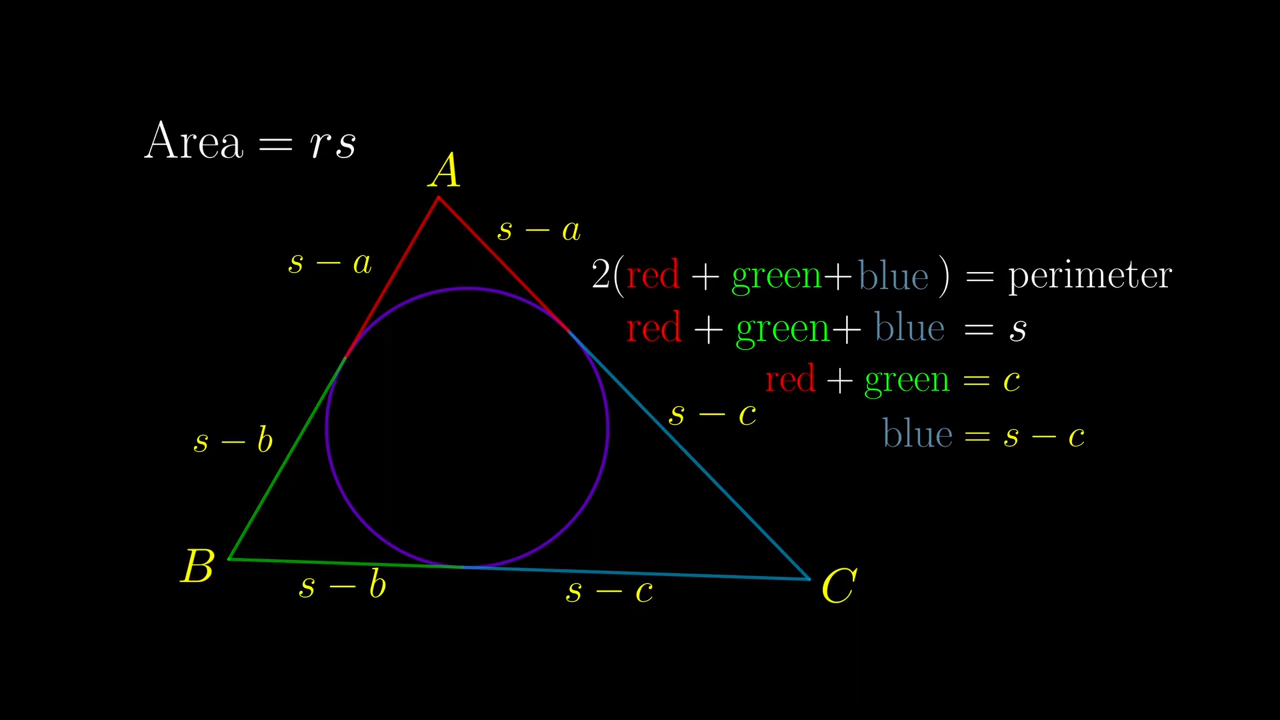 Area = rs
A
s − a
s − a
2(red + green+blue ) = perimeter
red + green+ blue = s
red + green = c
s − c
blue = s − c
s − b
B
s − b
s − c
C